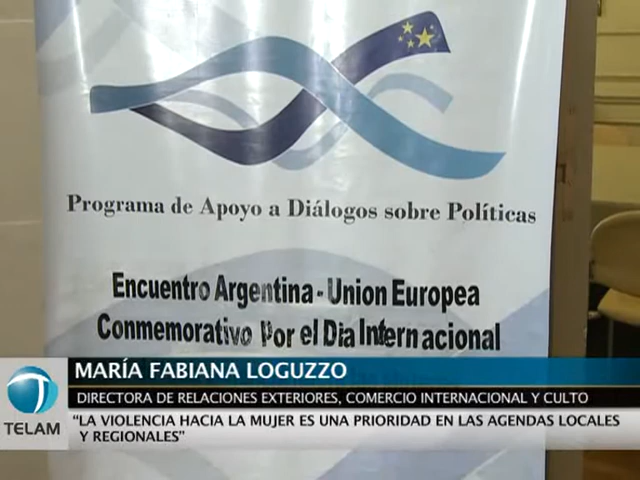 Programa de Apoyo a Diálogos sobre Políticas
Encuentro Argentina - Union Europea
Conmemorativo Por el Dia Internacional
MARÍA FABIANA LOGUZZO
DIRECTORA DE RELACIONES EXTERIORES, COMERCIO INTERNACIONAL Y CULTO
TELAM
“LA VIOLENCIA HACIA LA MUJER ES UNA PRIORIDAD EN LAS AGENDAS LOCALES
Y REGIONALES”